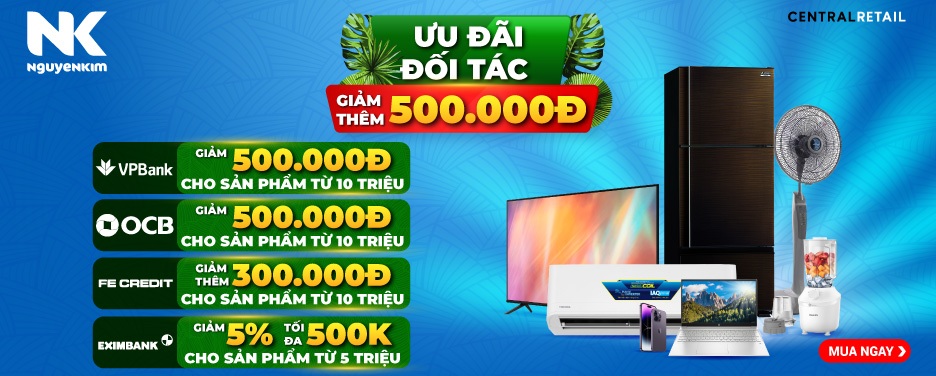 NK
NGUYENKIM
CENTRALRETAIL
ƯU ĐÃI
ĐỐI TÁC
GIẢM THÊM 500.000Đ
VPBank
GIẢM 500.000Đ
CHO SẢN PHẨM TỪ 10 TRIỆU
OCB
GIẢM 500.000Đ
CHO SẢN PHẨM TỪ 10 TRIỆU
FE CREDIT
GIẢM THÊM 300.000Đ
CHO SẢN PHẨM TỪ 10 TRIỆU
EXIMBANK
GIẢM 5% TỐI ĐA 500K
CHO SẢN PHẨM TỪ 5 TRIỆU
MUA NGAY